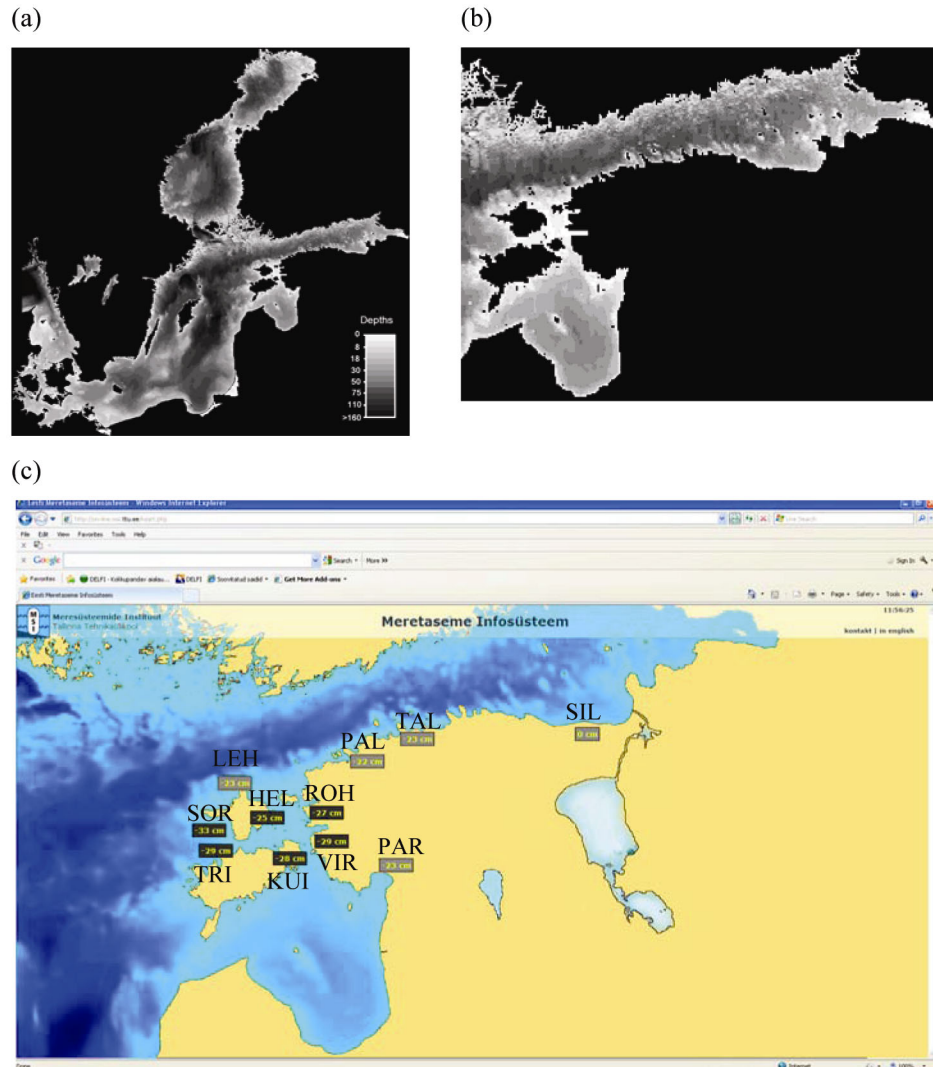 (a)
(b)
Depths
0
8
18
30
50
75
110
>160
(c)
Eesti Meretaseme Infosüsteem - Windows Internet Explorer
File Edit View Favorites Tools Help
Google
Search
More »
Sign In
Favorites
DELFI
Soovitatud saidid
Get More Add-ons
Eesti Meretaseme Infosüsteem
Page
Safety
Tools
MSI
Meresüsteemide Instituut
Tallinna Tehnikaülikool
Meretaseme Infosüsteem
11:56:25
kontakt | in english
SIL
0 cm
TAL
-23 cm
PAL
-22 cm
LEH
-23 cm
HEL
-25 cm
ROH
-27 cm
SOR
-33 cm
-29 cm
TRI
-28 cm
KUI
-29 cm
VIR
PAR
-23 cm
Internet
100%